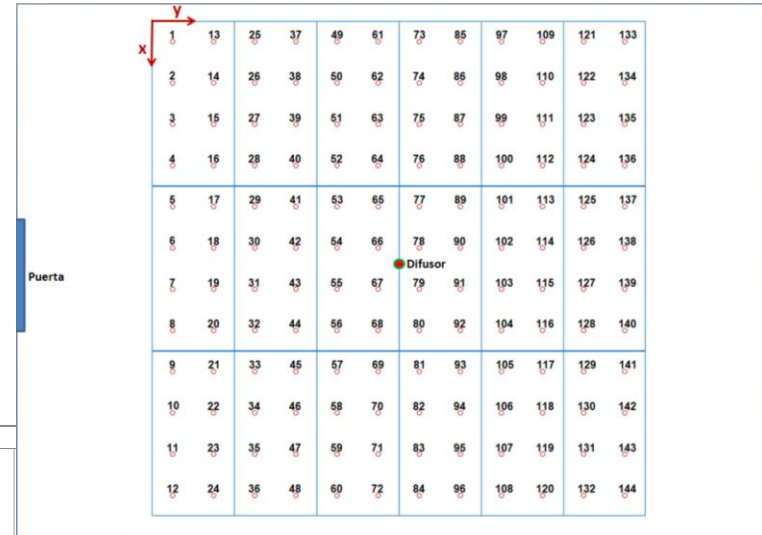 y
1 13 25 37 49 61 73 85 97 109 121 133
x
2 14 26 38 50 62 74 86 98 110 122 134
3 15 27 39 51 63 75 87 99 111 123 135
4 16 28 40 52 64 76 88 100 112 124 136
5 17 29 41 53 65 77 89 101 113 125 137
6 18 30 42 54 66 78 90 102 114 126 138
Difusor
Puerta
7 19 31 43 55 67 79 91 103 115 127 139
8 20 32 44 56 68 80 92 104 116 128 140
9 21 33 45 57 69 81 93 105 117 129 141
10 22 34 46 58 70 82 94 106 118 130 142
11 23 35 47 59 71 83 95 107 119 131 143
12 24 36 48 60 72 84 96 108 120 132 144